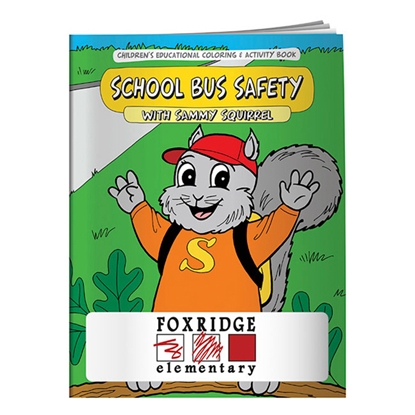 CHILDREN'S EDUCATIONAL COLORING & ACTIVITY BOOK
SCHOOL BUS SAFETY
WITH SAMMY SQUIRREL
S
FOXRIDGE
elementary